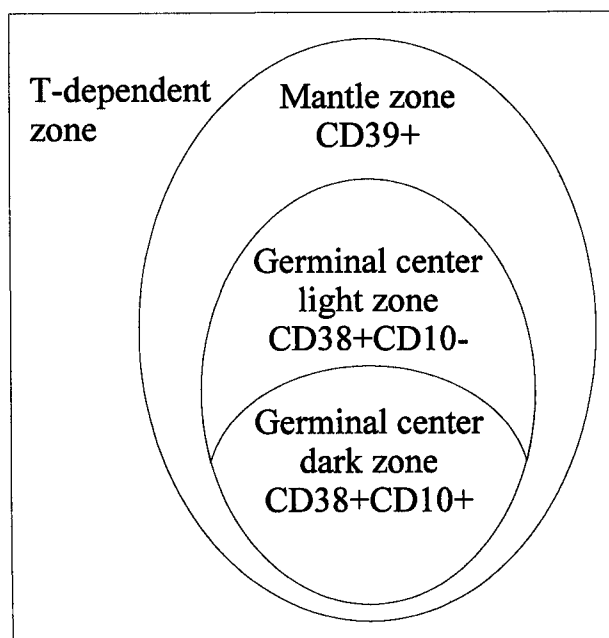 T-dependent
zone
Mantle zone
CD39+
Germinal center
light zone
CD38+CD10-
Germinal center
dark zone
CD38+CD10+